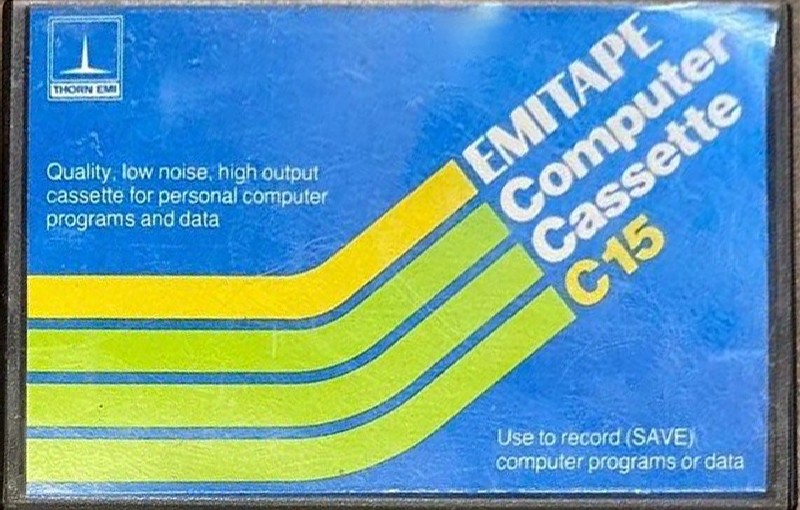 THORN EMI
EMITAPE
Computer
Cassette
C15
Quality, low noise, high output
cassette for personal computer
programs and data
Use to record (SAVE)
computer programs or data